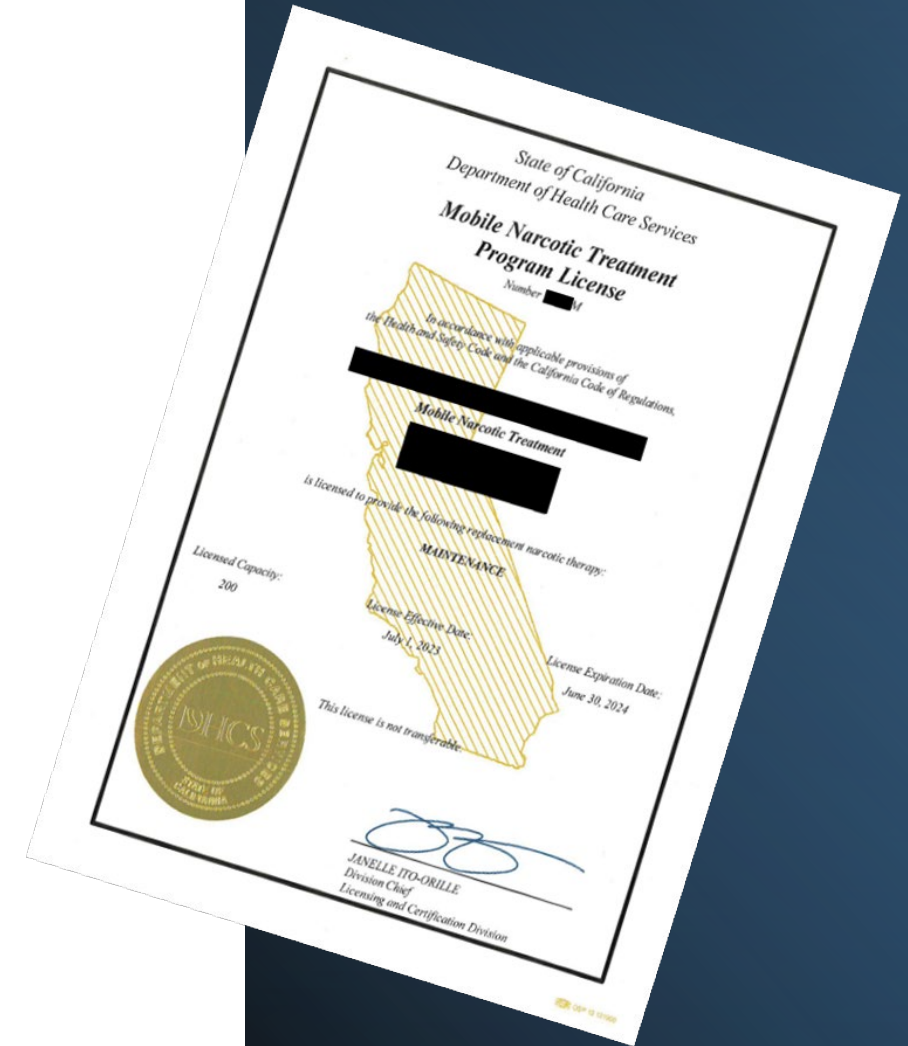 State of California
Department of Health Care Services
Mobile Narcotic Treatment
Program License
Number M
In accordance with applicable provisions of
the Health and Safety Code and the California Code of Regulations,
Mobile Narcotic Treatment
is licensed to provide the following replacement narcotic therapy:
MAINTENANCE
Licensed Capacity:
200
License Effective Date:
July 1, 2023
License Expiration Date:
June 30, 2024
This license is not transferable.
DEPARTMENT OF HEALTH CARE SERVICES
DHCS
STATE OF
CALIFORNIA
JANELLE ITO-ORILLE
Division Chief
Licensing and Certification Division